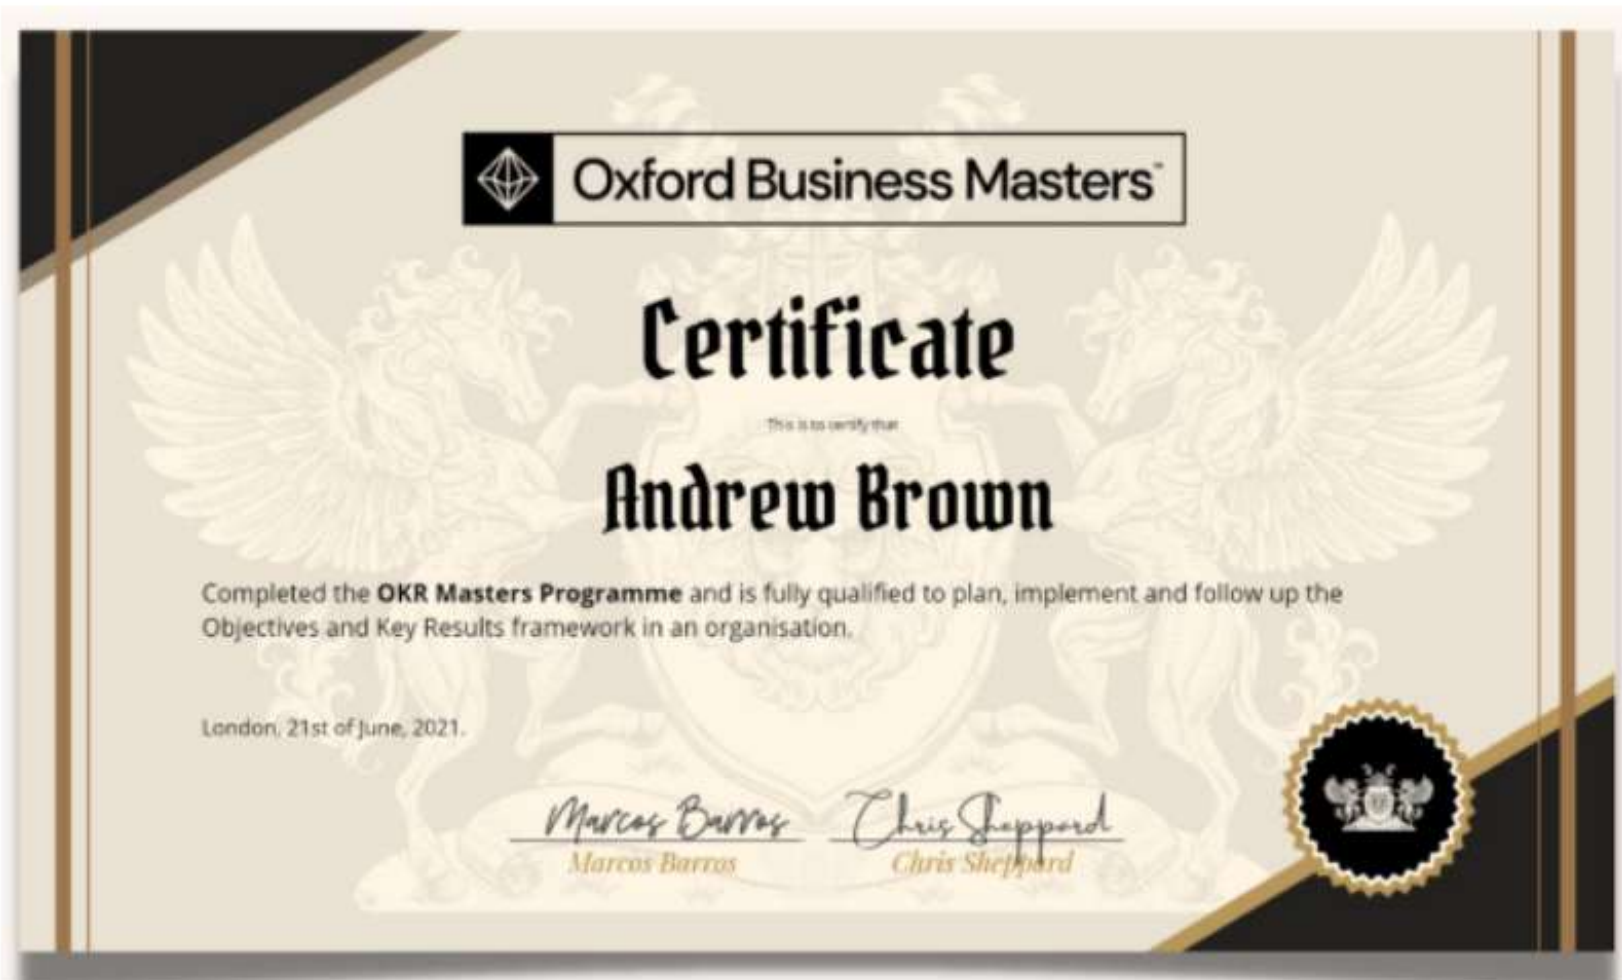 Oxford Business Masters™
Certificate
This is to certify that
Andrew Brown
Completed the OKR Masters Programme and is fully qualified to plan, implement and follow up the
Objectives and Key Results framework in an organisation.
London, 21st of June, 2021.
Marcos Barros Chris Sheppard
Marcos Barros Chris Sheppard